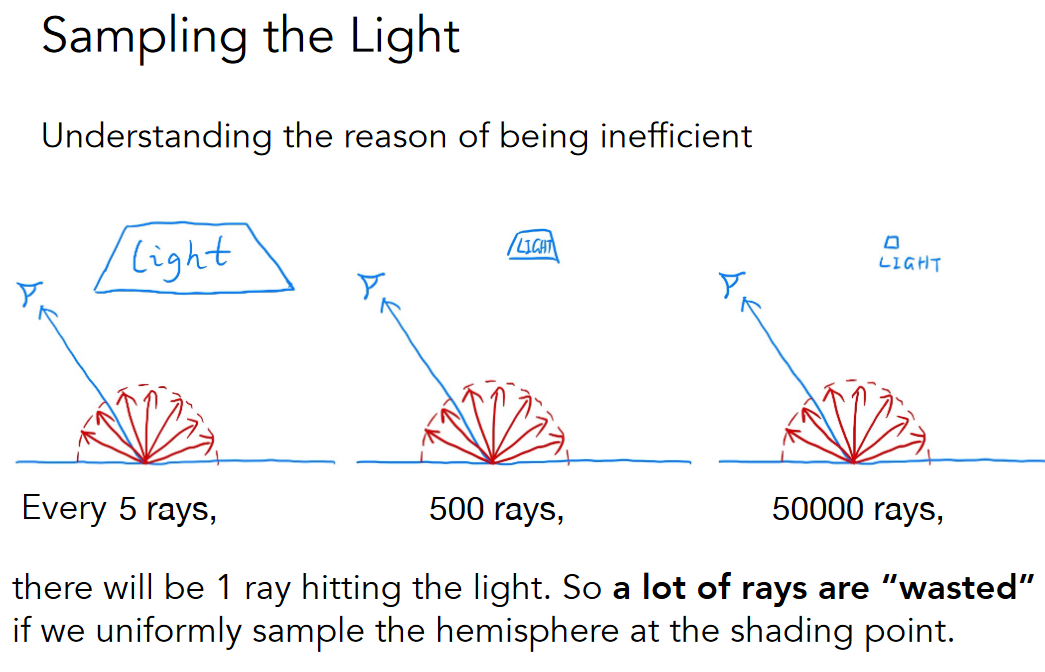 Sampling the Light
Understanding the reason of being inefficient
Light
LIGHT
LIGHT
Every 5 rays,
500 rays,
50000 rays,
there will be 1 ray hitting the light. So a lot of rays are “wasted”
if we uniformly sample the hemisphere at the shading point.